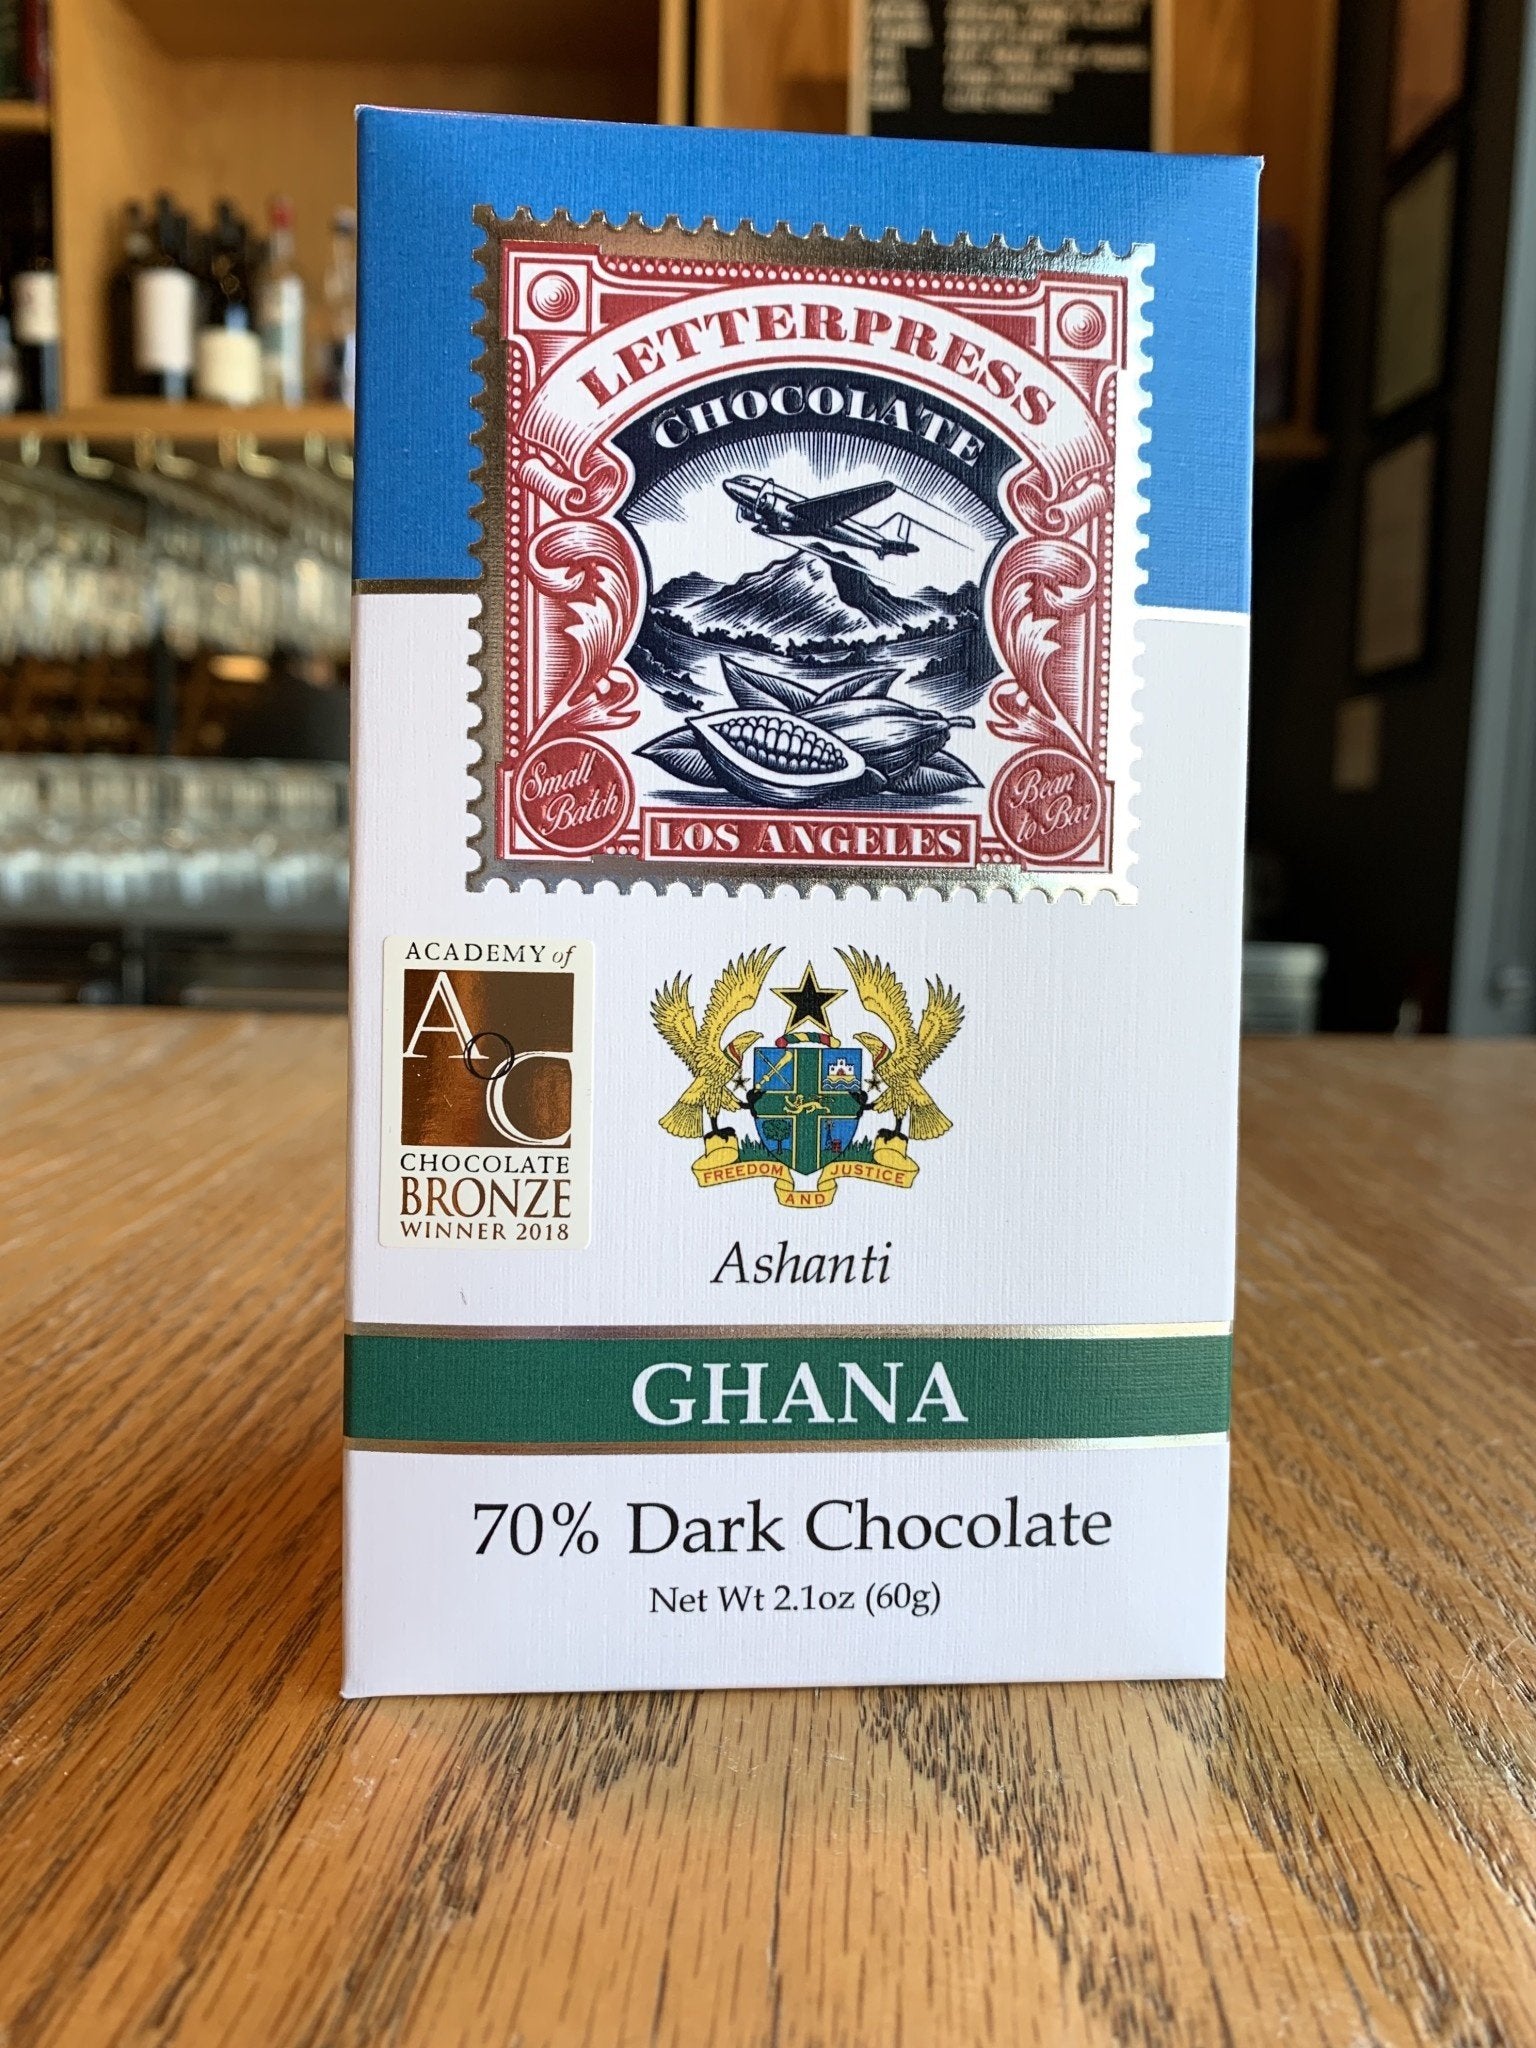 LETTERPRESS
CHOCOLATE
Small
Batch
Bean
to Bar
LOS ANGELES
ACADEMY of
AoC
CHOCOLATE
BRONZE
WINNER 2018
FREEDOM AND JUSTICE
Ashanti
GHANA
70% Dark Chocolate
Net Wt 2.1oz (60g)